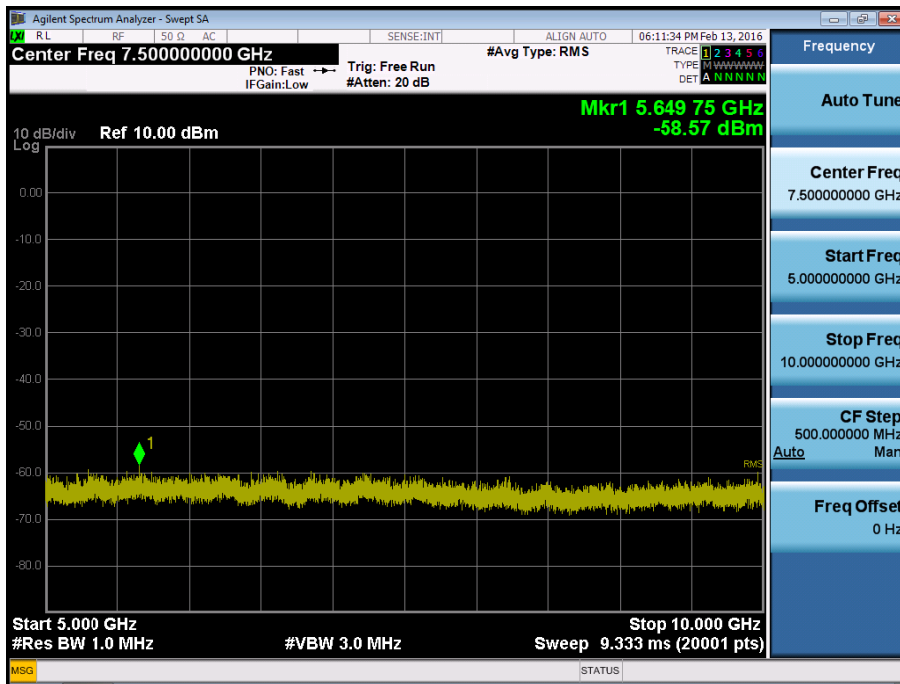 Agilent Spectrum Analyzer - Swept SA
LXI RL RF 50 Ω AC SENSE:INT ALIGN AUTO 06:11:34 PM Feb 13, 2016
Center Freq 7.500000000 GHz
PNO: Fast
IFGain:Low
Trig: Free Run
#Atten: 20 dB
#Avg Type: RMS
TRACE 1 2 3 4 5 6
TYPE M WWWWW
DET A N N N N N
Mkr1 5.649 75 GHz
-58.57 dBm
10 dB/div Ref 10.00 dBm
Log
0.00
-10.0
-20.0
-30.0
-40.0
-50.0
-60.0
-70.0
-80.0
1
RMS
Start 5.000 GHz Stop 10.000 GHz
#Res BW 1.0 MHz #VBW 3.0 MHz Sweep 9.333 ms (20001 pts)
MSG STATUS
Frequency
Auto Tune
Center Freq
7.500000000 GHz
Start Freq
5.000000000 GHz
Stop Freq
10.000000000 GHz
CF Step
500.000000 MHz
Auto Man
Freq Offset
0 Hz